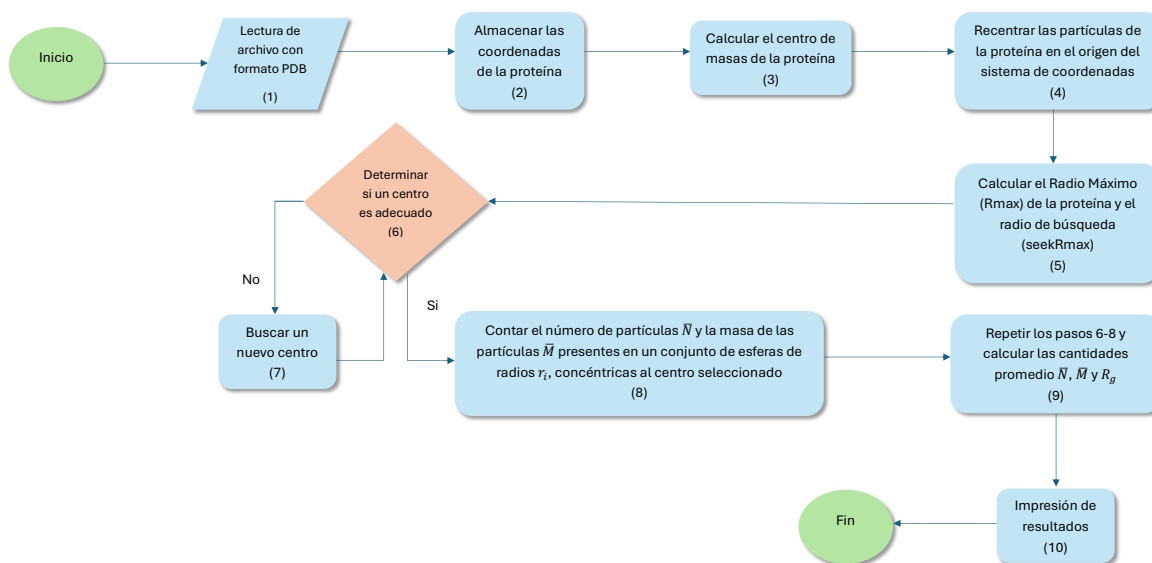 Inicio
Lectura de
archivo con
formato PDB
(1)
Almacenar las
coordenadas
de la proteína
(2)
Calcular el centro de
masas de la proteína
(3)
Recentrar las partículas de
la proteína en el origen del
sistema de coordenadas
(4)
Calcular el Radio Máximo
(Rmax) de la proteína y el
radio de búsqueda
(seekRmax)
(5)
Determinar
si un centro
es adecuado
(6)
No
Si
Buscar un
nuevo centro
(7)
Contar el número de partículas N̅ y la masa de las
partículas M̅ presentes en un conjunto de esferas de
radios rᵢ, concéntricas al centro seleccionado
(8)
Repetir los pasos 6-8 y
calcular las cantidades
promedio N̅, M̅ y R_g
(9)
Impresión de
resultados
(10)
Fin